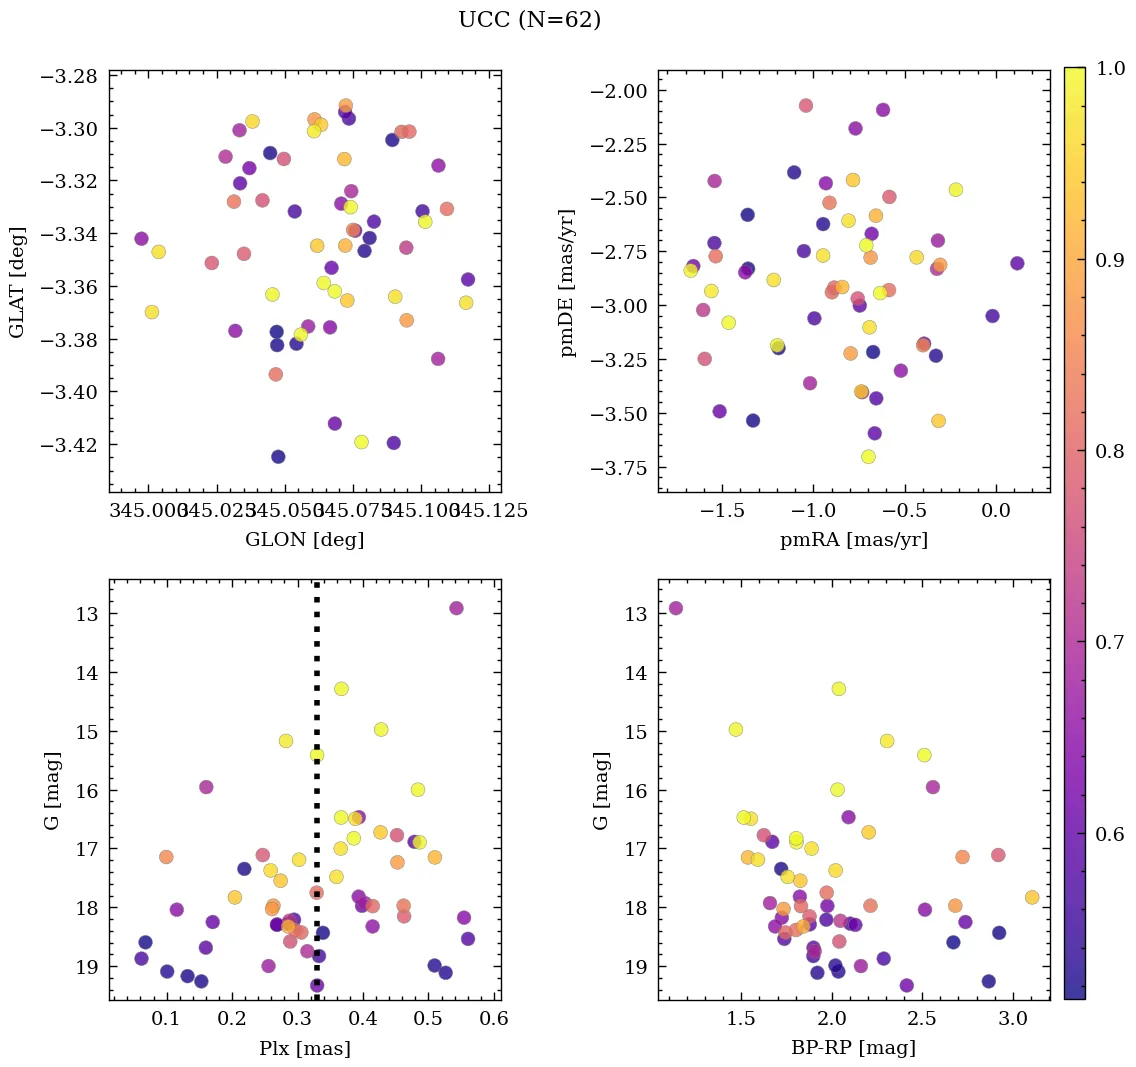 UCC (N=62)
−3.28
−3.30
−3.32
−3.34
−3.36
−3.38
−3.40
−3.42
GLAT [deg]
345.000 345.025 345.050 345.075 345.100 345.125
GLON [deg]
−2.00
−2.25
−2.50
−2.75
−3.00
−3.25
−3.50
−3.75
pmDE [mas/yr]
−1.5 −1.0 −0.5 0.0
pmRA [mas/yr]
1.0
0.9
0.8
0.7
0.6
13
14
15
16
17
18
19
G [mag]
0.1 0.2 0.3 0.4 0.5 0.6
Plx [mas]
13
14
15
16
17
18
19
G [mag]
1.5 2.0 2.5 3.0
BP-RP [mag]